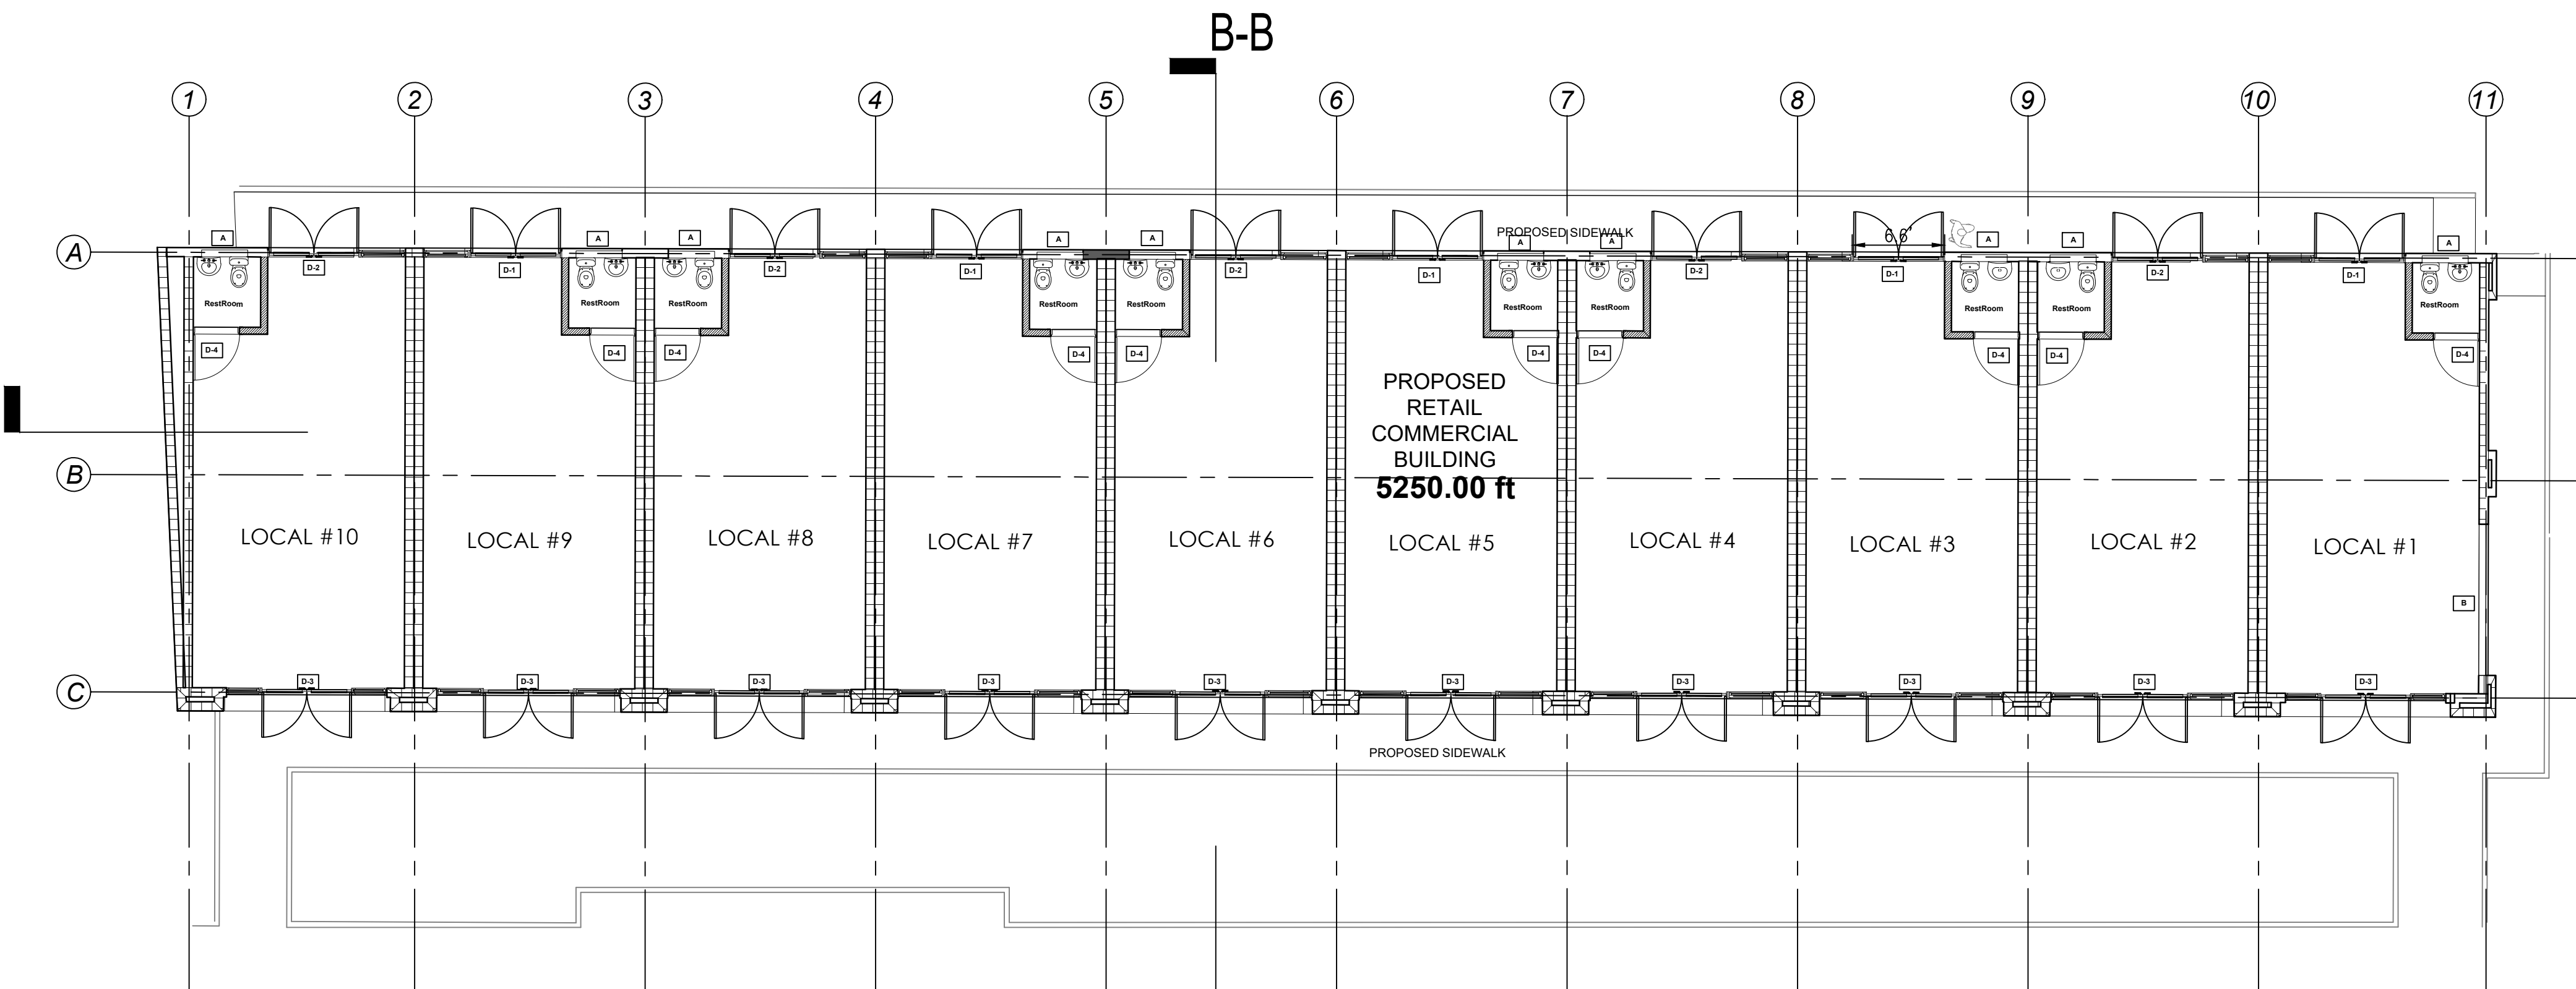 B-B
1 2 3 4 5 6 7 8 9 10 11
PROPOSED SIDEWALK
6.6'
A A A A A A A A A A
A
D-2 D-1 D-2 D-1 D-2 D-1 D-2 D-1 D-2 D-1
RestRoom RestRoom RestRoom RestRoom RestRoom RestRoom RestRoom RestRoom RestRoom RestRoom
D-4 D-4 D-4 D-4 D-4 D-4 D-4 D-4 D-4 D-4
PROPOSED
RETAIL
COMMERCIAL
BUILDING
5250.00 ft
B
LOCAL #10 LOCAL #9 LOCAL #8 LOCAL #7 LOCAL #6 LOCAL #5 LOCAL #4 LOCAL #3 LOCAL #2 LOCAL #1
B
D-3 D-3 D-3 D-3 D-3 D-3 D-3 D-3 D-3 D-3
C
PROPOSED SIDEWALK